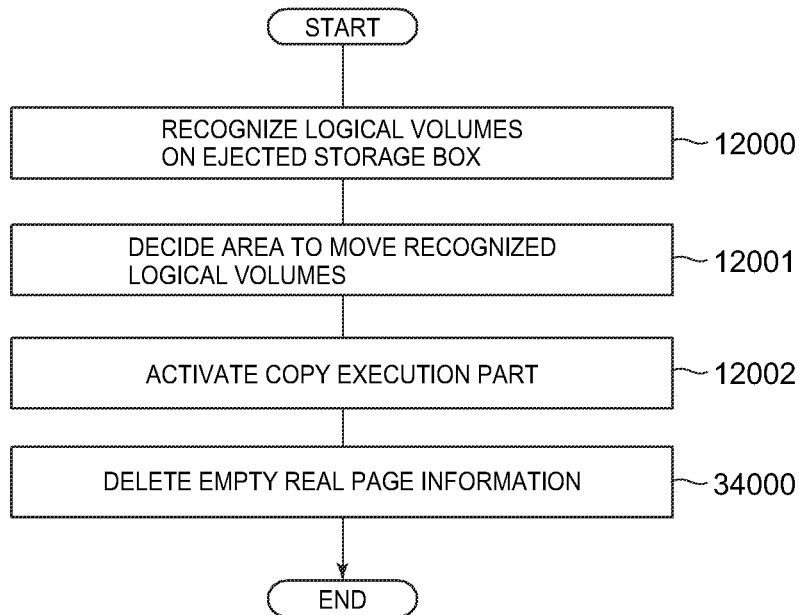 START
RECOGNIZE LOGICAL VOLUMES
ON EJECTED STORAGE BOX
12000
DECIDE AREA TO MOVE RECOGNIZED
LOGICAL VOLUMES
12001
ACTIVATE COPY EXECUTION PART
12002
DELETE EMPTY REAL PAGE INFORMATION
34000
END